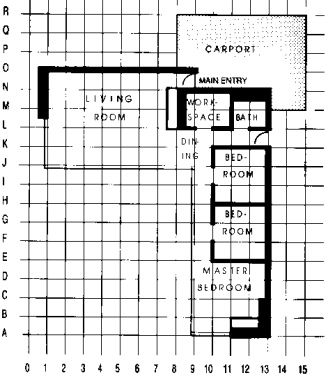 R
Q
P
CARPORT
O
MAIN ENTRY
N
LIVING
WORK-
M
ROOM
SPACE
BATH
L
DIN
K
ING
BED-
J
ROOM
I
H
BED-
G
ROOM
F
E
MASTER
D
BEDROOM
C
B
A
0 1 2 3 4 5 6 7 8 9 10 11 12 13 14 15